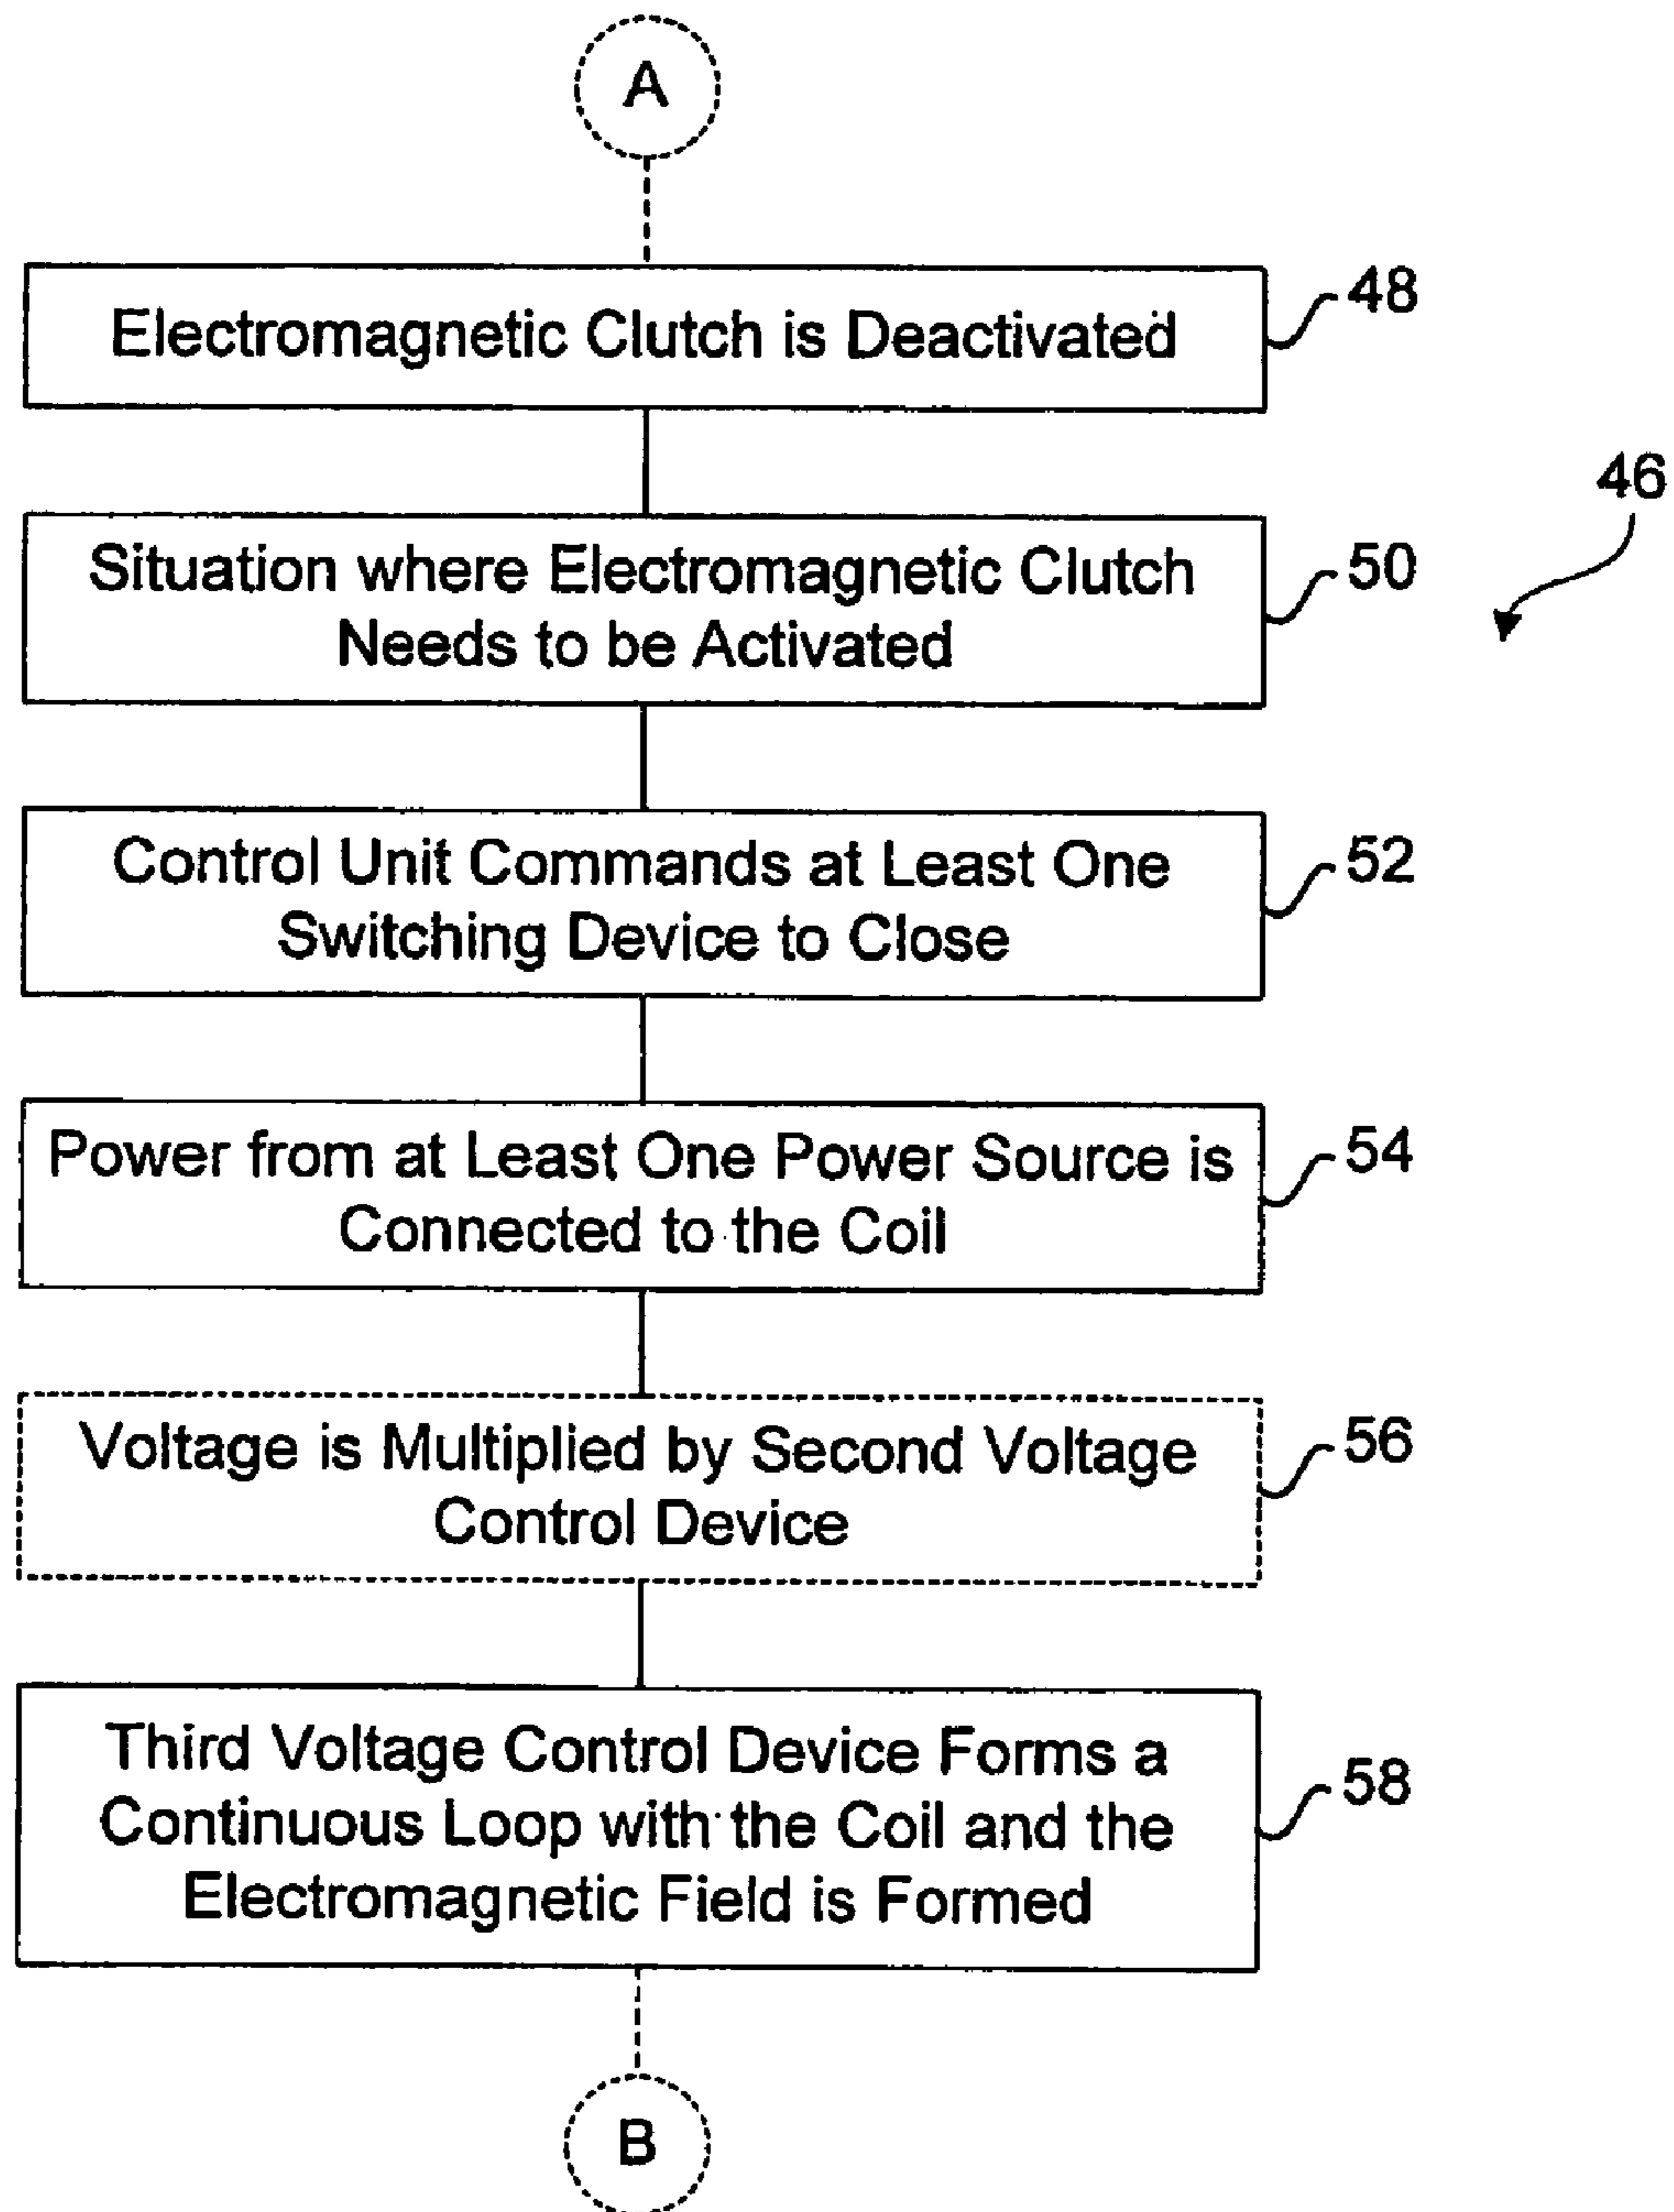 A
Electromagnetic Clutch is Deactivated
48
46
Situation where Electromagnetic Clutch
Needs to be Activated
50
Control Unit Commands at Least One
Switching Device to Close
52
Power from at Least One Power Source is
Connected to the Coil
54
Voltage is Multiplied by Second Voltage
Control Device
56
Third Voltage Control Device Forms a
Continuous Loop with the Coil and the
Electromagnetic Field is Formed
58
B